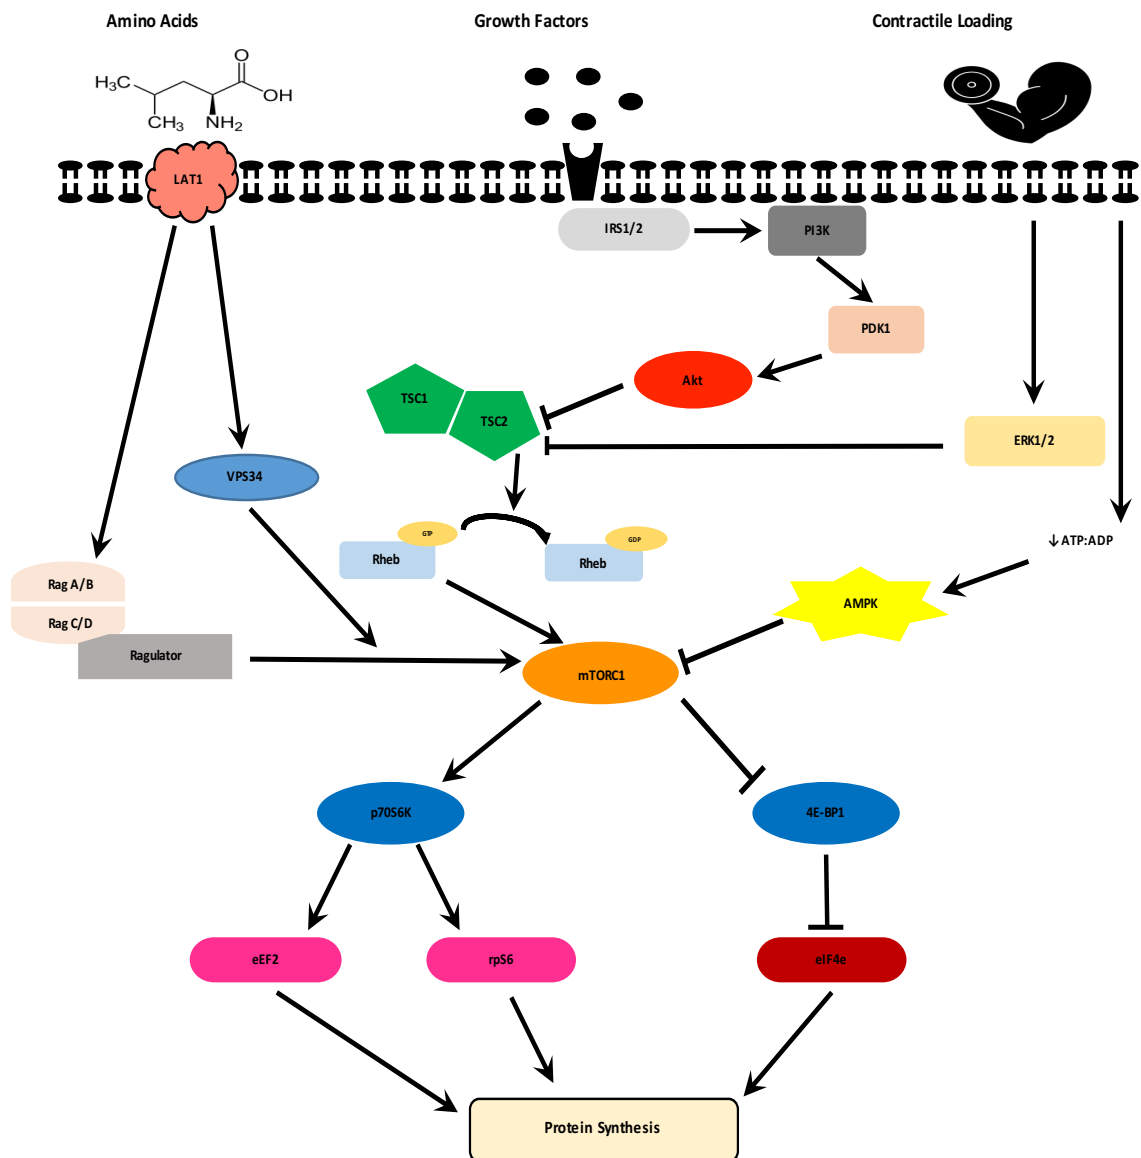 Amino Acids
Growth Factors
Contractile Loading
O
H₃C
OH
CH₃
NH₂
LAT1
IRS1/2
PI3K
PDK1
Akt
TSC1
TSC2
ERK1/2
VPS34
GTP
GDP
Rheb
Rheb
↓ATP:ADP
Rag A/B
AMPK
Rag C/D
Ragulator
mTORC1
p70S6K
4E-BP1
eEF2
rpS6
eIF4e
Protein Synthesis